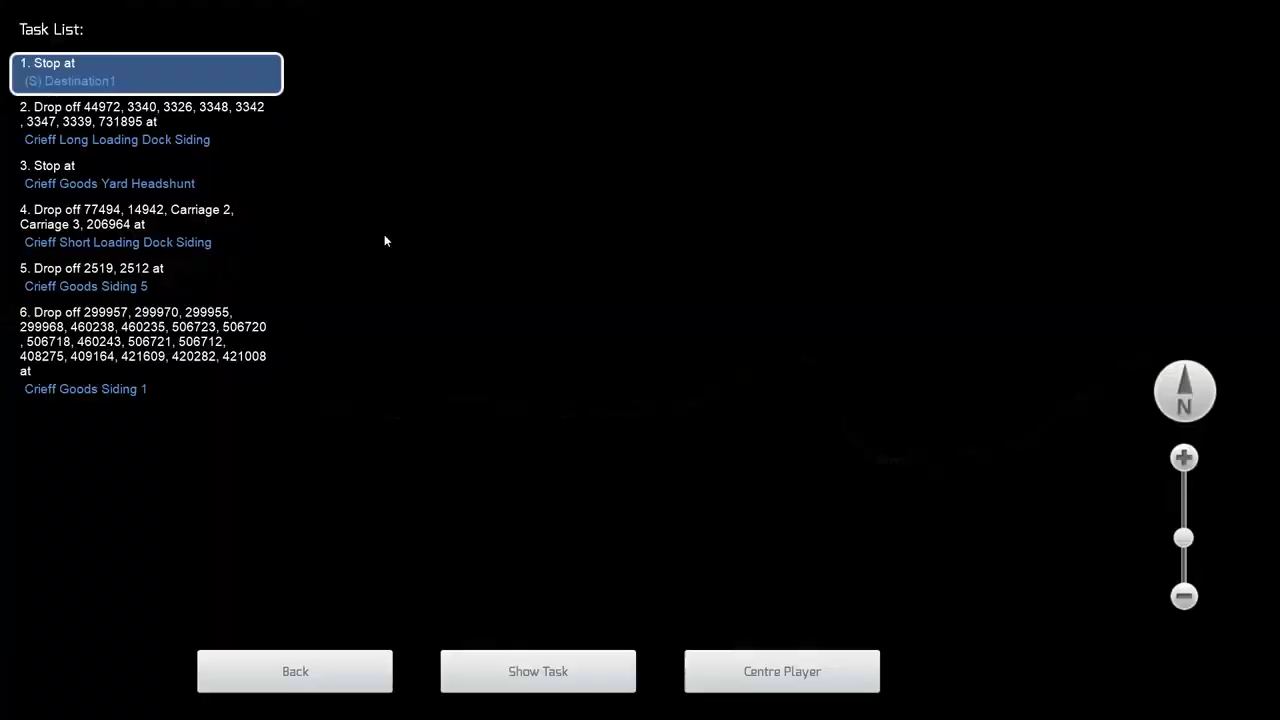 Task List:
1. Stop at
(S) Destination1
2. Drop off 44972, 3340, 3326, 3348, 3342
, 3347, 3339, 731895 at
Crieff Long Loading Dock Siding
3. Stop at
Crieff Goods Yard Headshunt
4. Drop off 77494, 14942, Carriage 2,
Carriage 3, 206964 at
Crieff Short Loading Dock Siding
5. Drop off 2519, 2512 at
Crieff Goods Siding 5
6. Drop off 299957, 299970, 299955,
299968, 460238, 460235, 506723, 506720
, 506718, 460243, 506721, 506712,
408275, 409164, 421609, 420282, 421008
at
Crieff Goods Siding 1
N
Back
Show Task
Centre Player